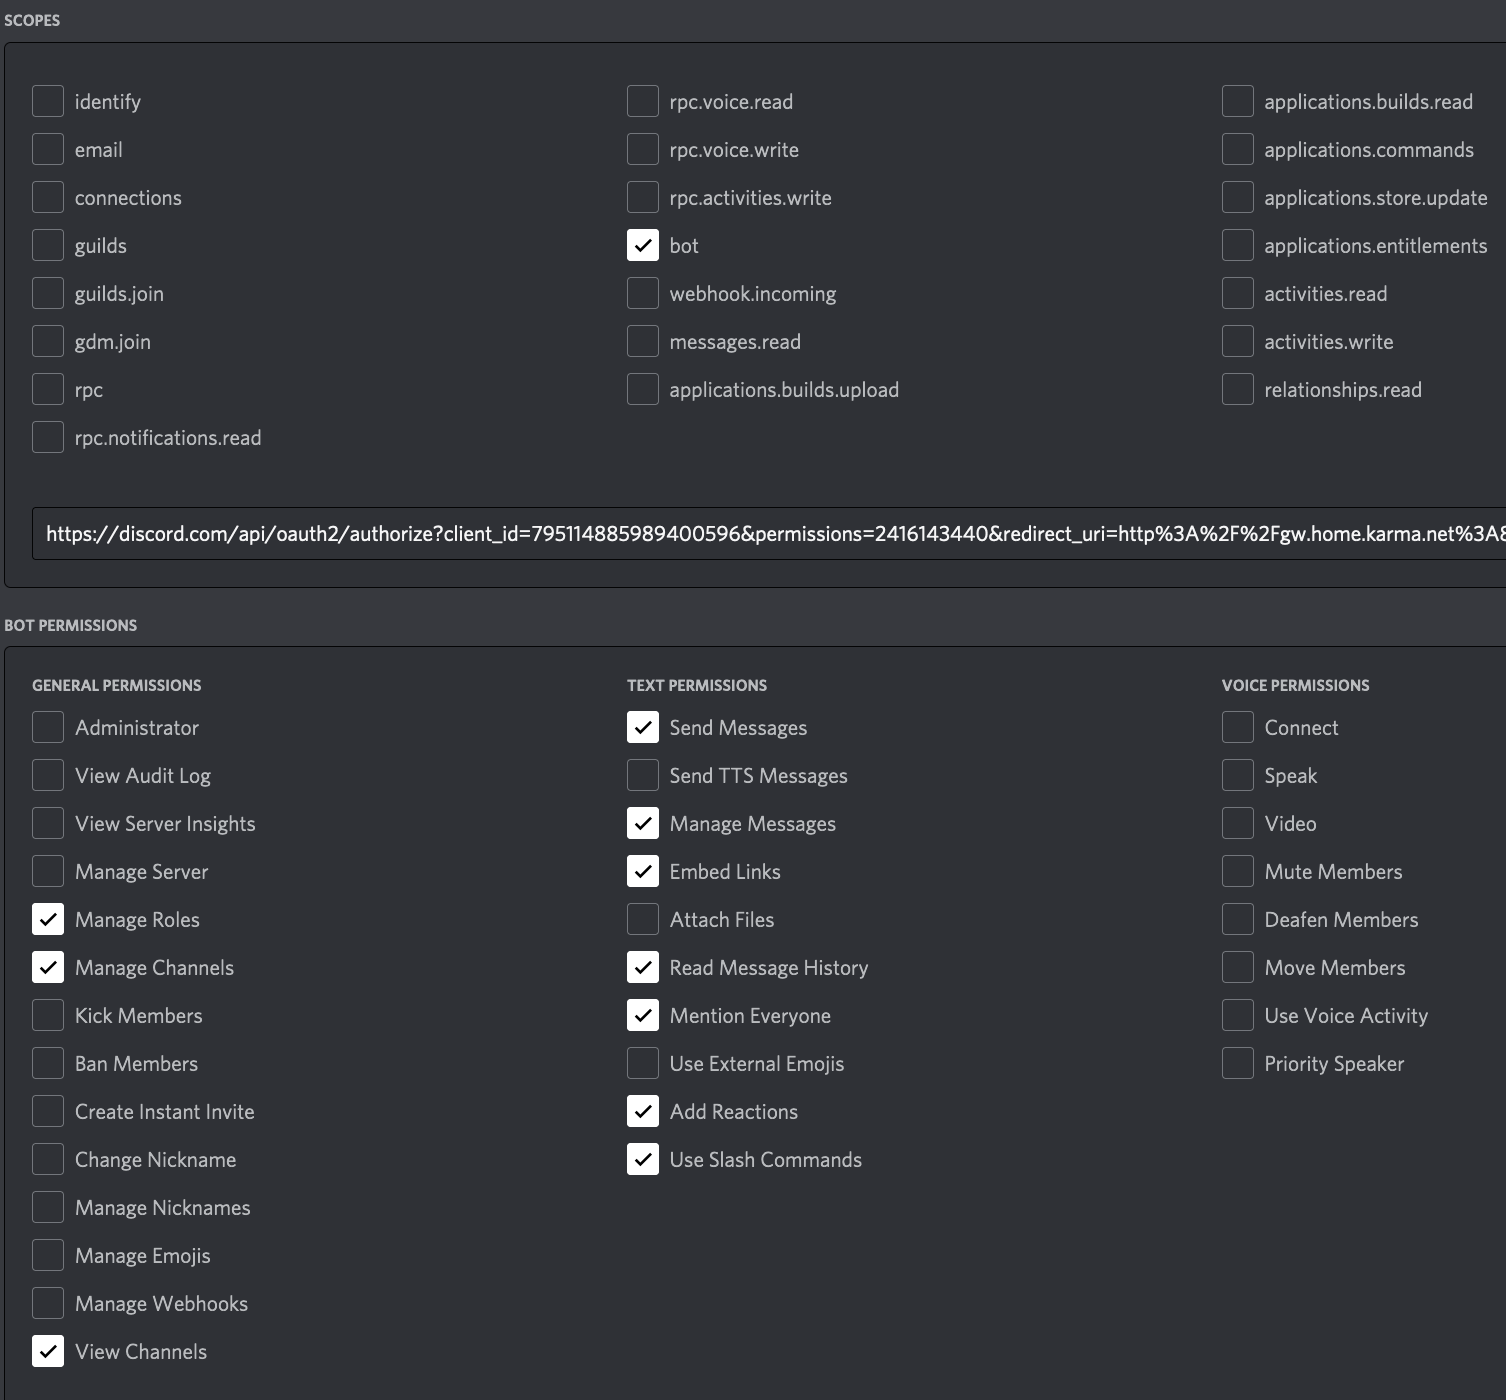 SCOPES
identify
email
connections
guilds
guilds.join
gdm.join
rpc
rpc.notifications.read
rpc.voice.read
rpc.voice.write
rpc.activities.write
bot
webhook.incoming
messages.read
applications.builds.upload
applications.builds.read
applications.commands
applications.store.update
applications.entitlements
activities.read
activities.write
relationships.read
https://discord.com/api/oauth2/authorize?client_id=795114885989400596&permissions=2416143440&redirect_uri=http%3A%2F%2Fgw.home.karma.net%3A8
BOT PERMISSIONS
GENERAL PERMISSIONS
Administrator
View Audit Log
View Server Insights
Manage Server
Manage Roles
Manage Channels
Kick Members
Ban Members
Create Instant Invite
Change Nickname
Manage Nicknames
Manage Emojis
Manage Webhooks
View Channels
TEXT PERMISSIONS
Send Messages
Send TTS Messages
Manage Messages
Embed Links
Attach Files
Read Message History
Mention Everyone
Use External Emojis
Add Reactions
Use Slash Commands
VOICE PERMISSIONS
Connect
Speak
Video
Mute Members
Deafen Members
Move Members
Use Voice Activity
Priority Speaker